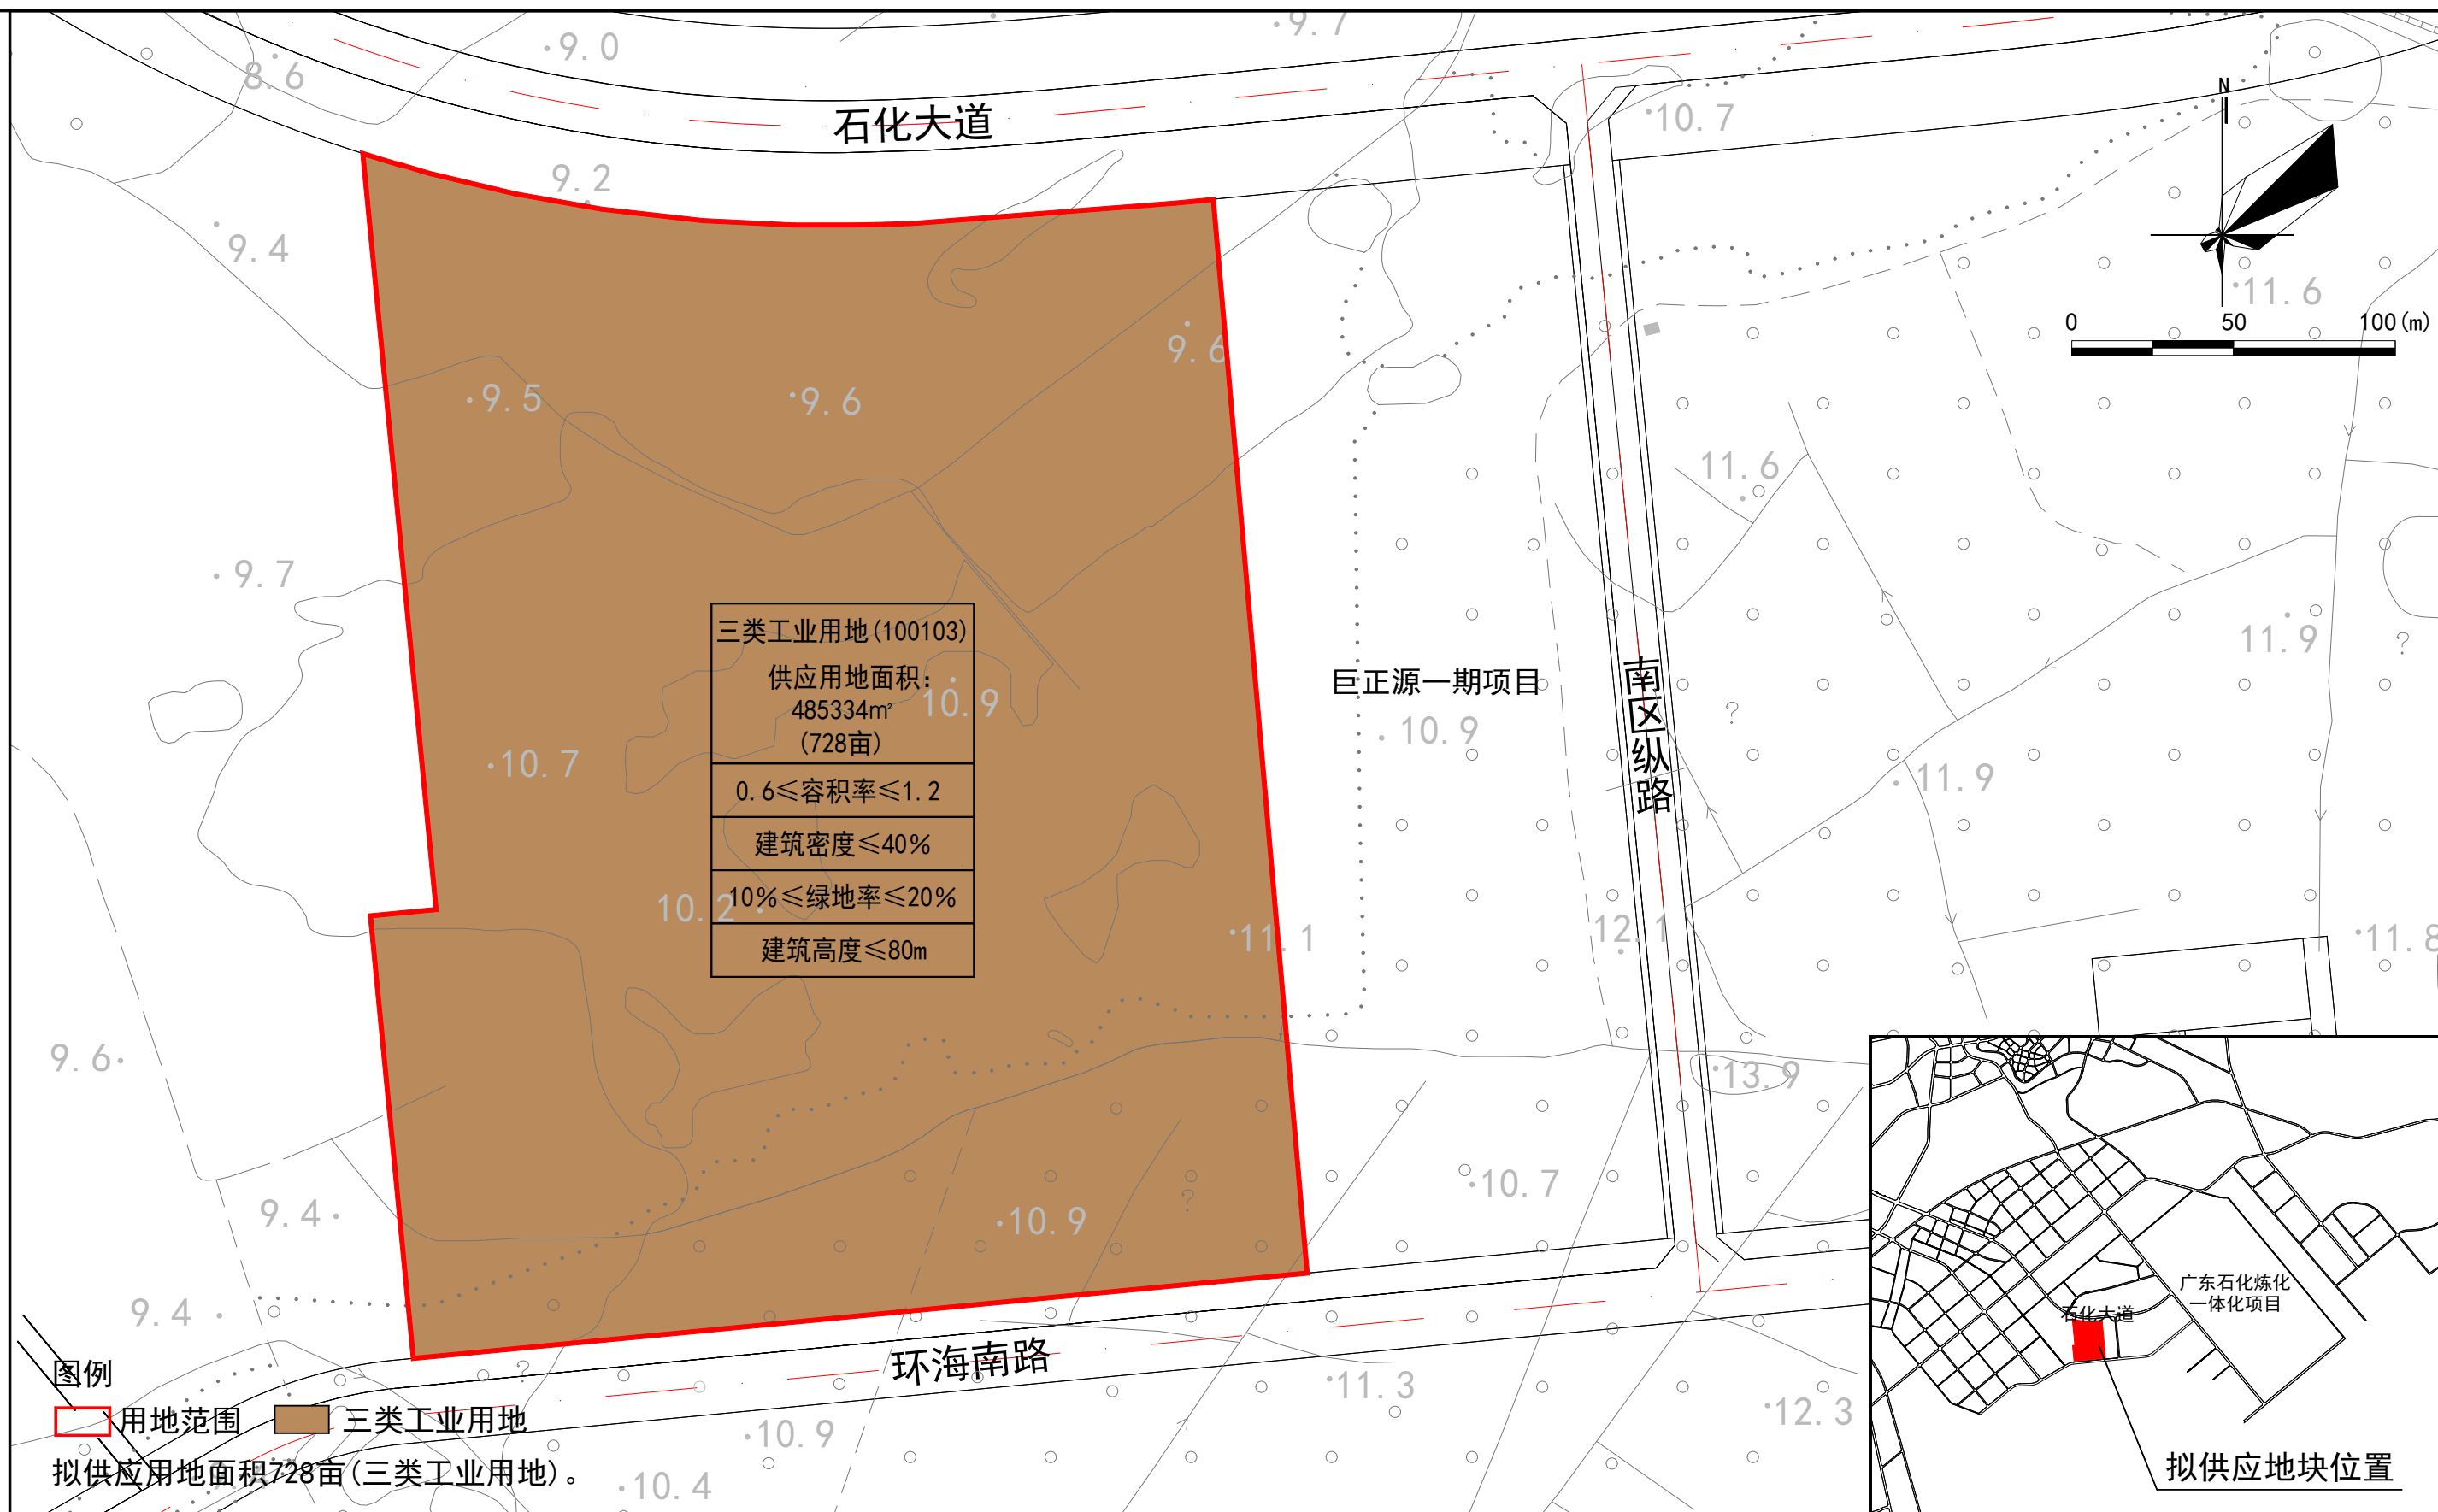 9.7
9.0
8.6
石化大道
10.7
N
9.2
9.4
11.6
0 50 100(m)
9.6
9.5
9.6
11.6
9.7
三类工业用地(100103)
供应用地面积:
485334㎡
(728亩)
10.9
0.6≤容积率≤1.2
建筑密度≤40%
10%≤绿地率≤20%
建筑高度≤80m
巨正源一期项目
南区纵路
10.9
11.9
?
?
10.7
11.9
10.2
11.1
12.1
11.8
9.6
13.9
10.7
9.4
10.9
?
9.4
广东石化炼化
一体化项目
石化大道
环海南路
?
11.3
12.3
图例
用地范围
三类工业用地
10.9
拟供应用地面积728亩(三类工业用地)。
10.4
拟供应地块位置